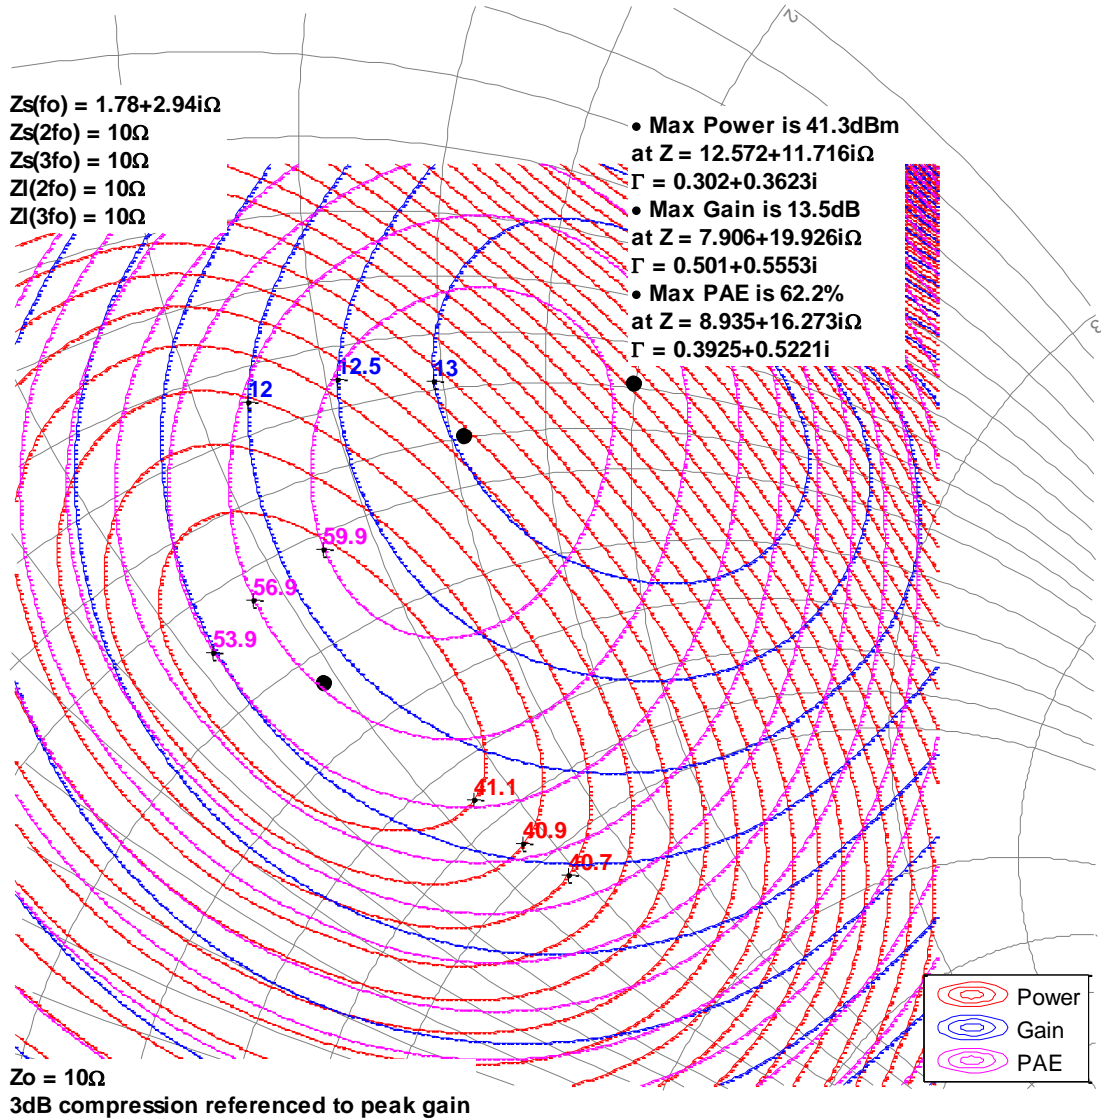 2
Zs(fo) = 1.78+2.94iΩ
Zs(2fo) = 10Ω
Zs(3fo) = 10Ω
Zl(2fo) = 10Ω
Zl(3fo) = 10Ω
● Max Power is 41.3dBm
at Z = 12.572+11.716iΩ
Γ = 0.302+0.3623i
● Max Gain is 13.5dB
at Z = 7.906+19.926iΩ
Γ = 0.501+0.5553i
● Max PAE is 62.2%
at Z = 8.935+16.273iΩ
Γ = 0.3925+0.5221i
3
12.5
13
12
59.9
56.9
53.9
41.1
40.9
40.7
Power
Gain
PAE
Zo = 10Ω
3dB compression referenced to peak gain